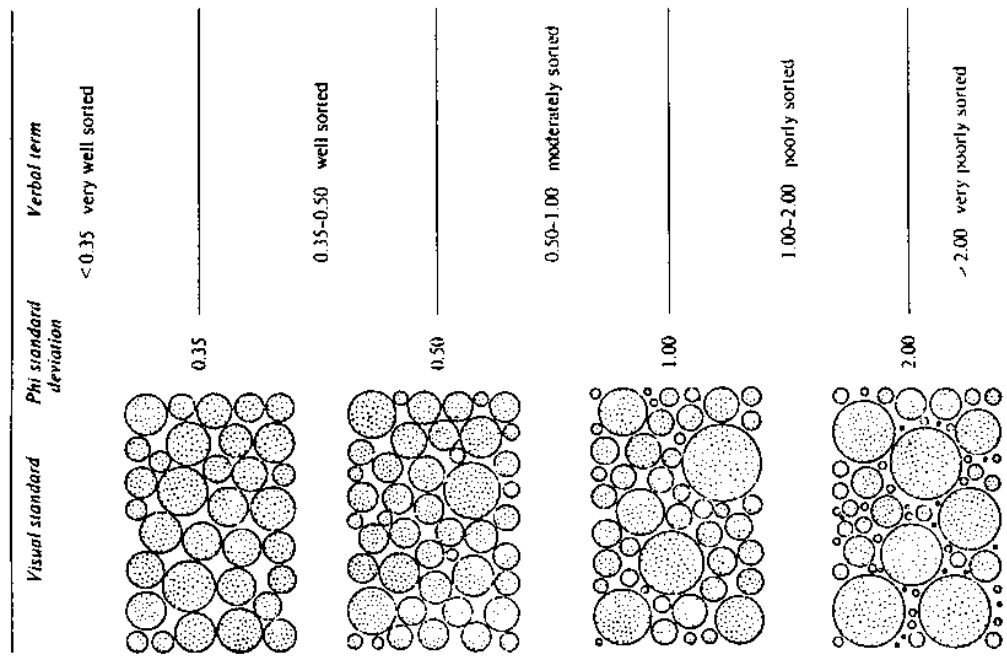 Visual standard Phi standard deviation Verbal term
<0.35 very well sorted
0.35
0.35–0.50 well sorted
0.50
0.50–1.00 moderately sorted
1.00
1.00–2.00 poorly sorted
2.00
>2.00 very poorly sorted